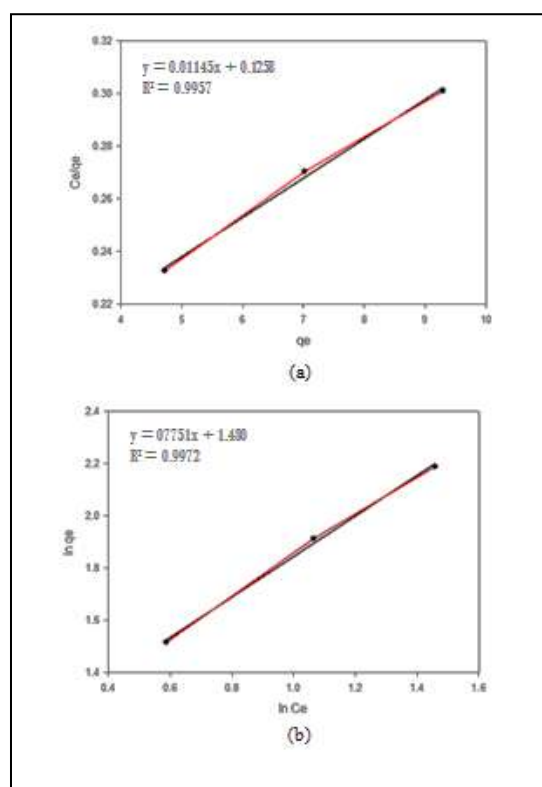 0.32
y = 0.01145x + 0.1258
R² = 0.9957
0.30
0.28
Ce/qe
0.26
0.24
0.22
4 5 6 7 8 9 10
qe
(a)
2.4
y = 07751x + 1.480
R² = 0.9972
2.2
2.0
ln qe
1.8
1.6
1.4
0.4 0.6 0.8 1.0 1.2 1.4 1.6
ln Ce
(b)